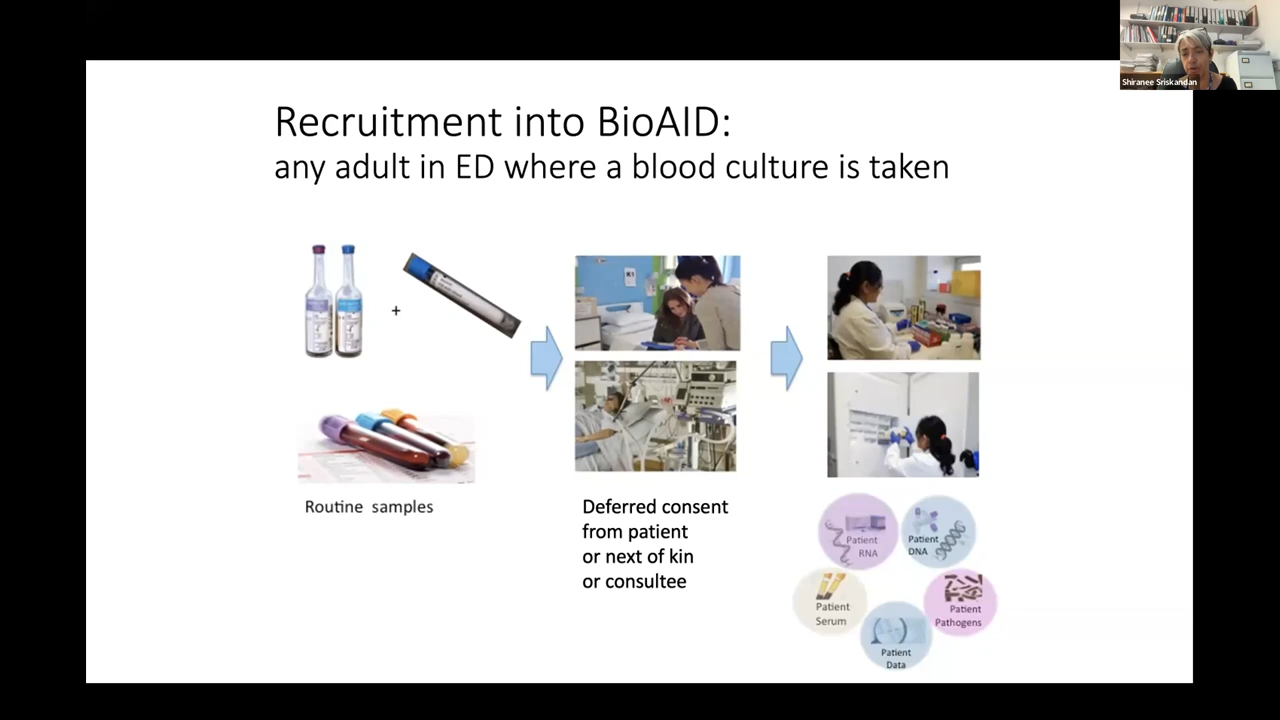 Shiranee Sriskandan
Recruitment into BioAID:
any adult in ED where a blood culture is taken
+
Routine samples
Deferred consent
from patient
or next of kin
or consultee
Patient
RNA
Patient
DNA
Patient
Serum
Patient
Pathogens
Patient
Data